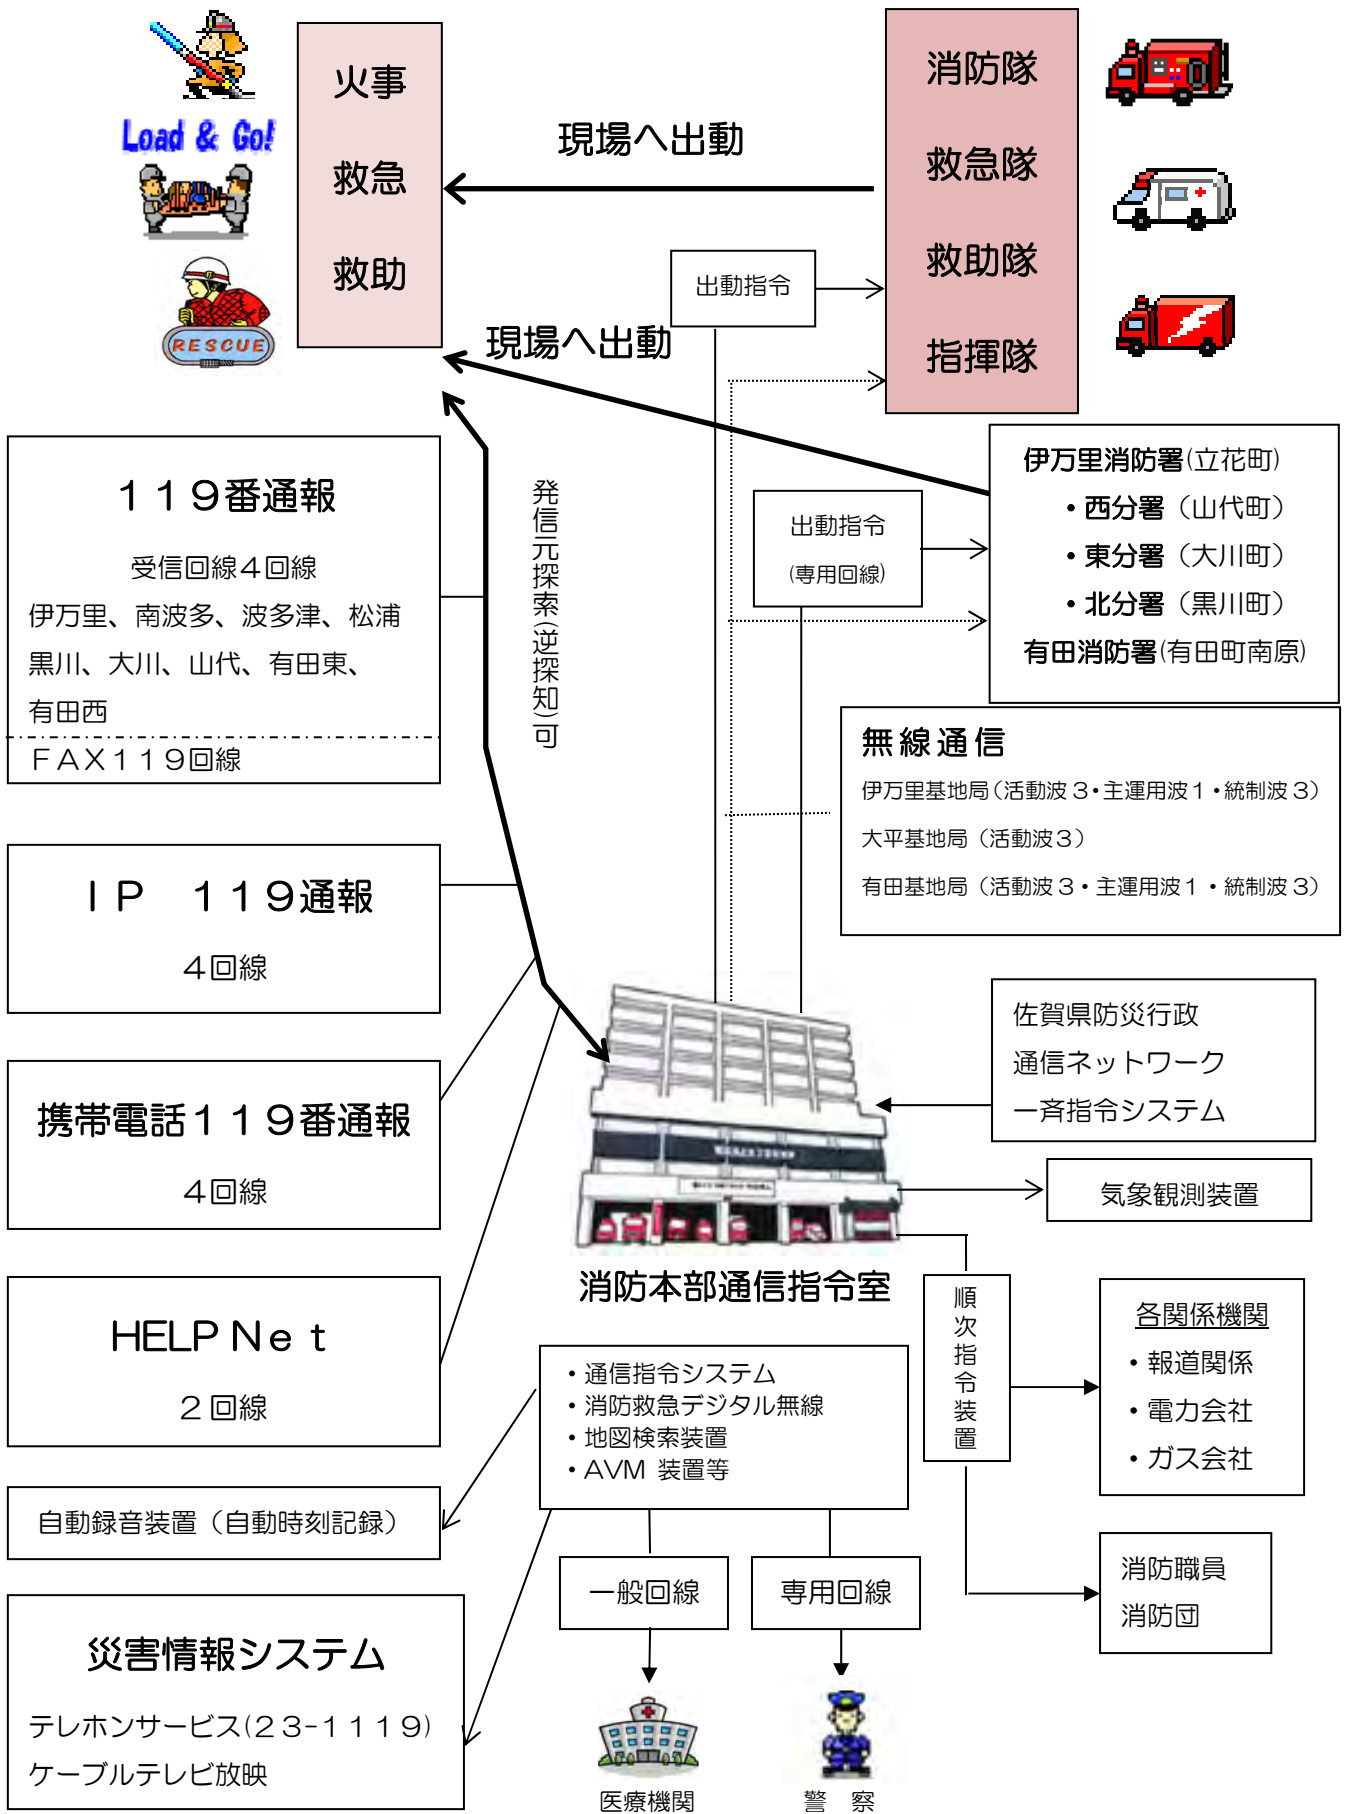 火事
救急
救助
Load & Go!
RESCUE
現場へ出動
消防隊
救急隊
救助隊
指揮隊
出動指令
現場へ出動
119番通報
受信回線4回線
伊万里、南波多、波多津、松浦
黒川、大川、山代、有田東、
有田西
FAX119回線
発信元探索(逆探知)可
出動指令
(専用回線)
伊万里消防署(立花町)
・西分署（山代町）
・東分署（大川町）
・北分署（黒川町）
有田消防署(有田町南原)
無線通信
伊万里基地局(活動波3・主運用波1・統制波3)
大平基地局（活動波3）
有田基地局（活動波3・主運用波1・統制波3）
IP 119通報
4回線
携帯電話119番通報
4回線
HELP Net
2回線
自動録音装置（自動時刻記録）
災害情報システム
テレホンサービス(23-1119)
ケーブルテレビ放映
佐賀県防災行政
通信ネットワーク
一斉指令システム
気象観測装置
消防本部通信指令室
・通信指令システム
・消防救急デジタル無線
・地図検索装置
・AVM 装置等
順次指令装置
各関係機関
・報道関係
・電力会社
・ガス会社
消防職員
消防団
一般回線
専用回線
医療機関
警 察